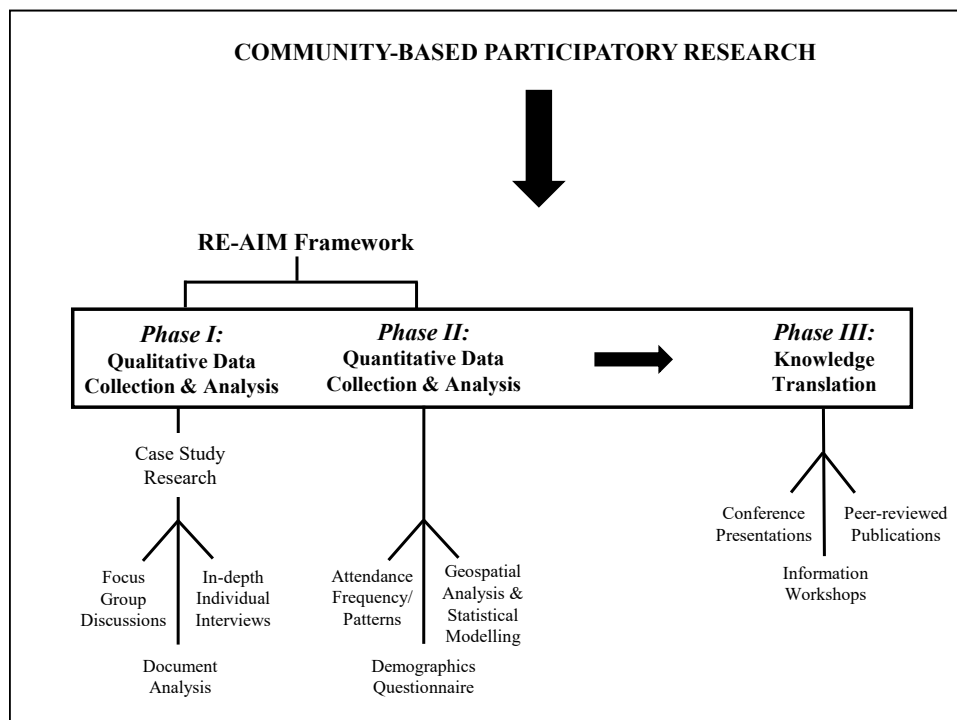 COMMUNITY-BASED PARTICIPATORY RESEARCH
RE-AIM Framework
Phase I:
Qualitative Data
Collection & Analysis
Phase II:
Quantitative Data
Collection & Analysis
Phase III:
Knowledge
Translation
Case Study
Research
Focus
Group
Discussions
In-depth
Individual
Interviews
Document
Analysis
Attendance
Frequency/
Patterns
Geospatial
Analysis &
Statistical
Modelling
Demographics
Questionnaire
Conference
Presentations
Peer-reviewed
Publications
Information
Workshops